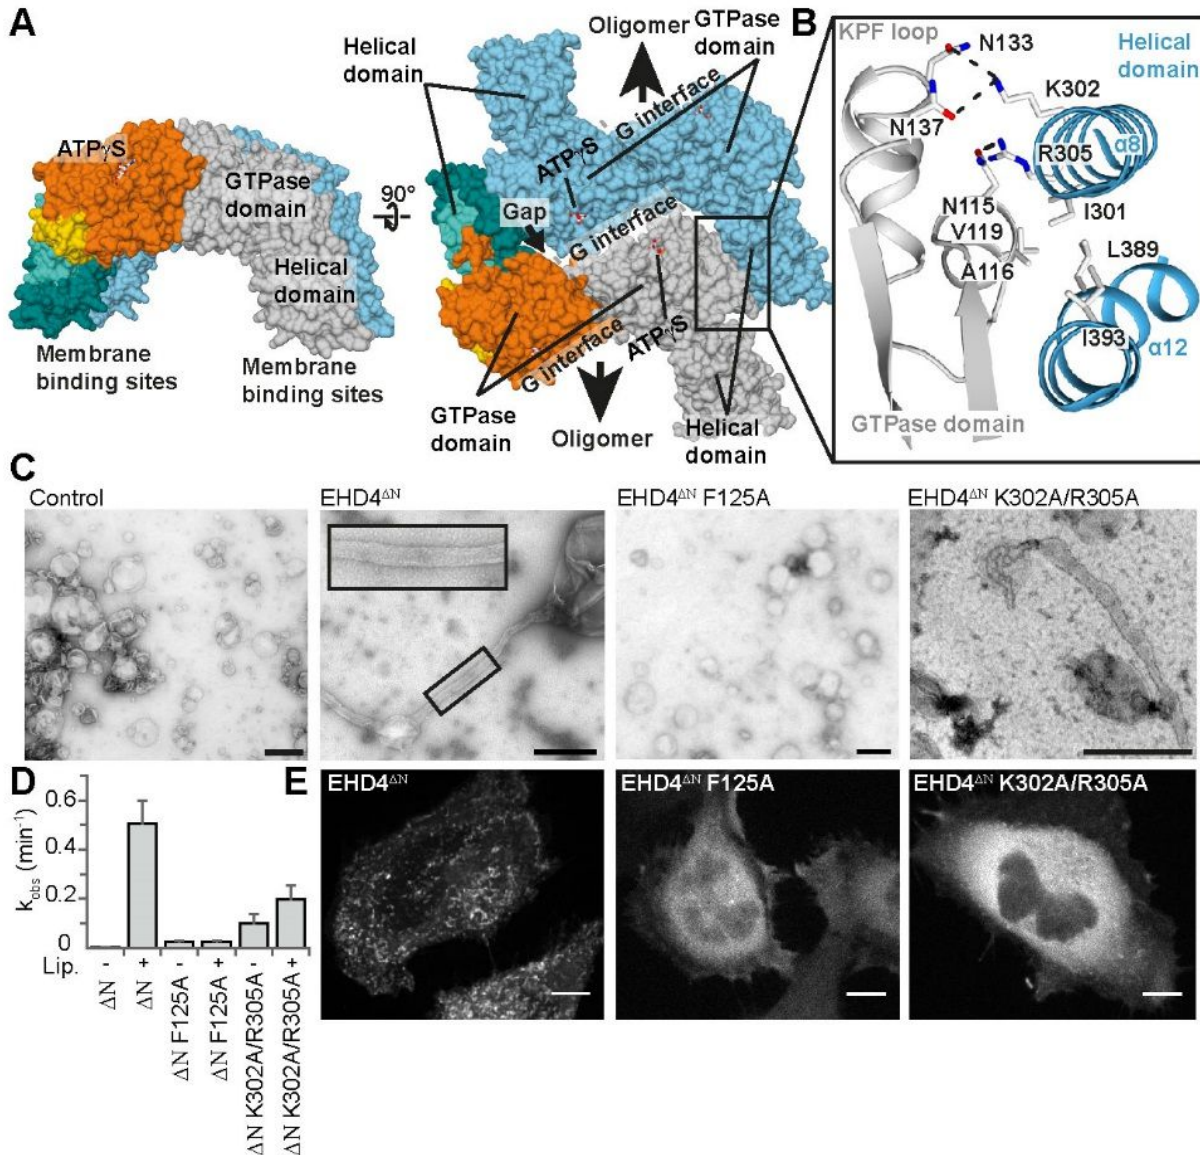 A
Helical
domain
Oligomer
GTPase
domain
ATPγS
GTPase
domain
90°
Gap
ATPγS
G interface
G interface
Helical
domain
Membrane
binding sites
Membrane
binding sites
G interface
ATPγS
GTPase
domain
Oligomer
Helical
domain
B
KPF loop
N133
Helical
domain
K302
N137
α8
R305
N115
I301
V119
L389
A116
I393
α12
GTPase domain
C
Control
EHD4ΔN
EHD4ΔN F125A
EHD4ΔN K302A/R305A
D
0.6
0.4
0.2
0
kobs (min-1)
Lip. - + - + - +
ΔN
ΔN
ΔN F125A
ΔN F125A
ΔN K302A/R305A
ΔN K302A/R305A
E
EHD4ΔN
EHD4ΔN F125A
EHD4ΔN K302A/R305A